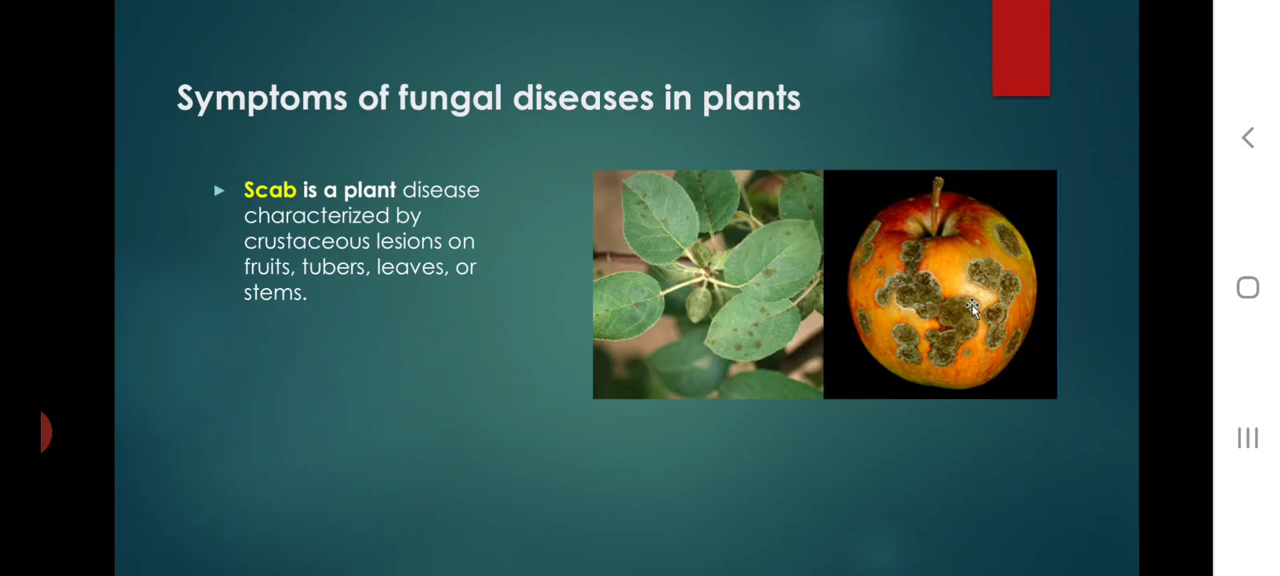 Symptoms of fungal diseases in plants
Scab is a plant disease
characterized by
crustaceous lesions on
fruits, tubers, leaves, or
stems.